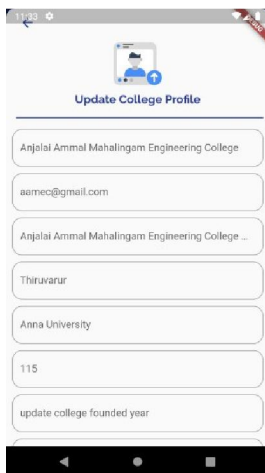 11:33
Update College Profile
Anjalai Ammal Mahalingam Engineering College
aamec@gmail.com
Anjalai Ammal Mahalingam Engineering College ...
Thiruvarur
Anna University
115
update college founded year